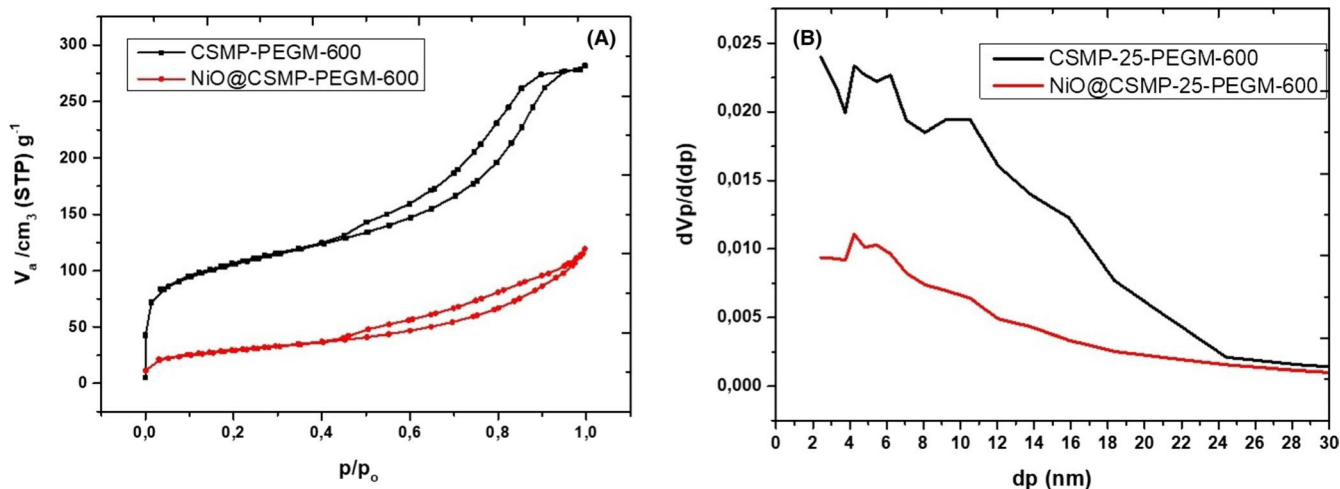 (A)
CSMP-PEGM-600
NiO@CSMP-PEGM-600
300
250
200
150
100
50
0
Va /cm3 (STP) g-1
0,0 0,2 0,4 0,6 0,8 1,0
p/po
(B)
CSMP-25-PEGM-600
NiO@CSMP-25-PEGM-600
0,025
0,020
0,015
0,010
0,005
0,000
dVp/d(dp)
0 2 4 6 8 10 12 14 16 18 20 22 24 26 28 30
dp (nm)